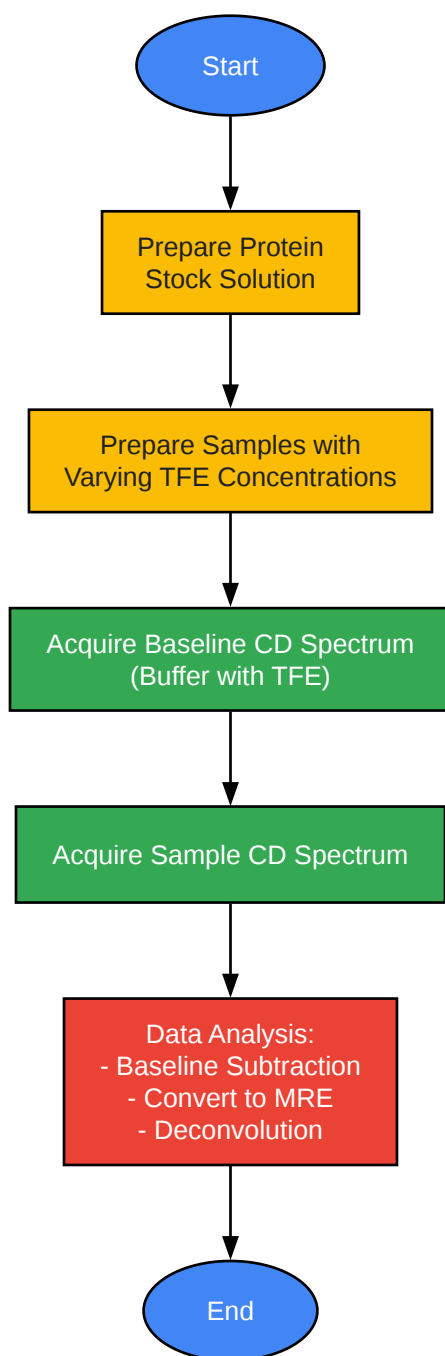 Start
Prepare Protein
Stock Solution
Prepare Samples with
Varying TFE Concentrations
Acquire Baseline CD Spectrum
(Buffer with TFE)
Acquire Sample CD Spectrum
Data Analysis:
- Baseline Subtraction
- Convert to MRE
- Deconvolution
End